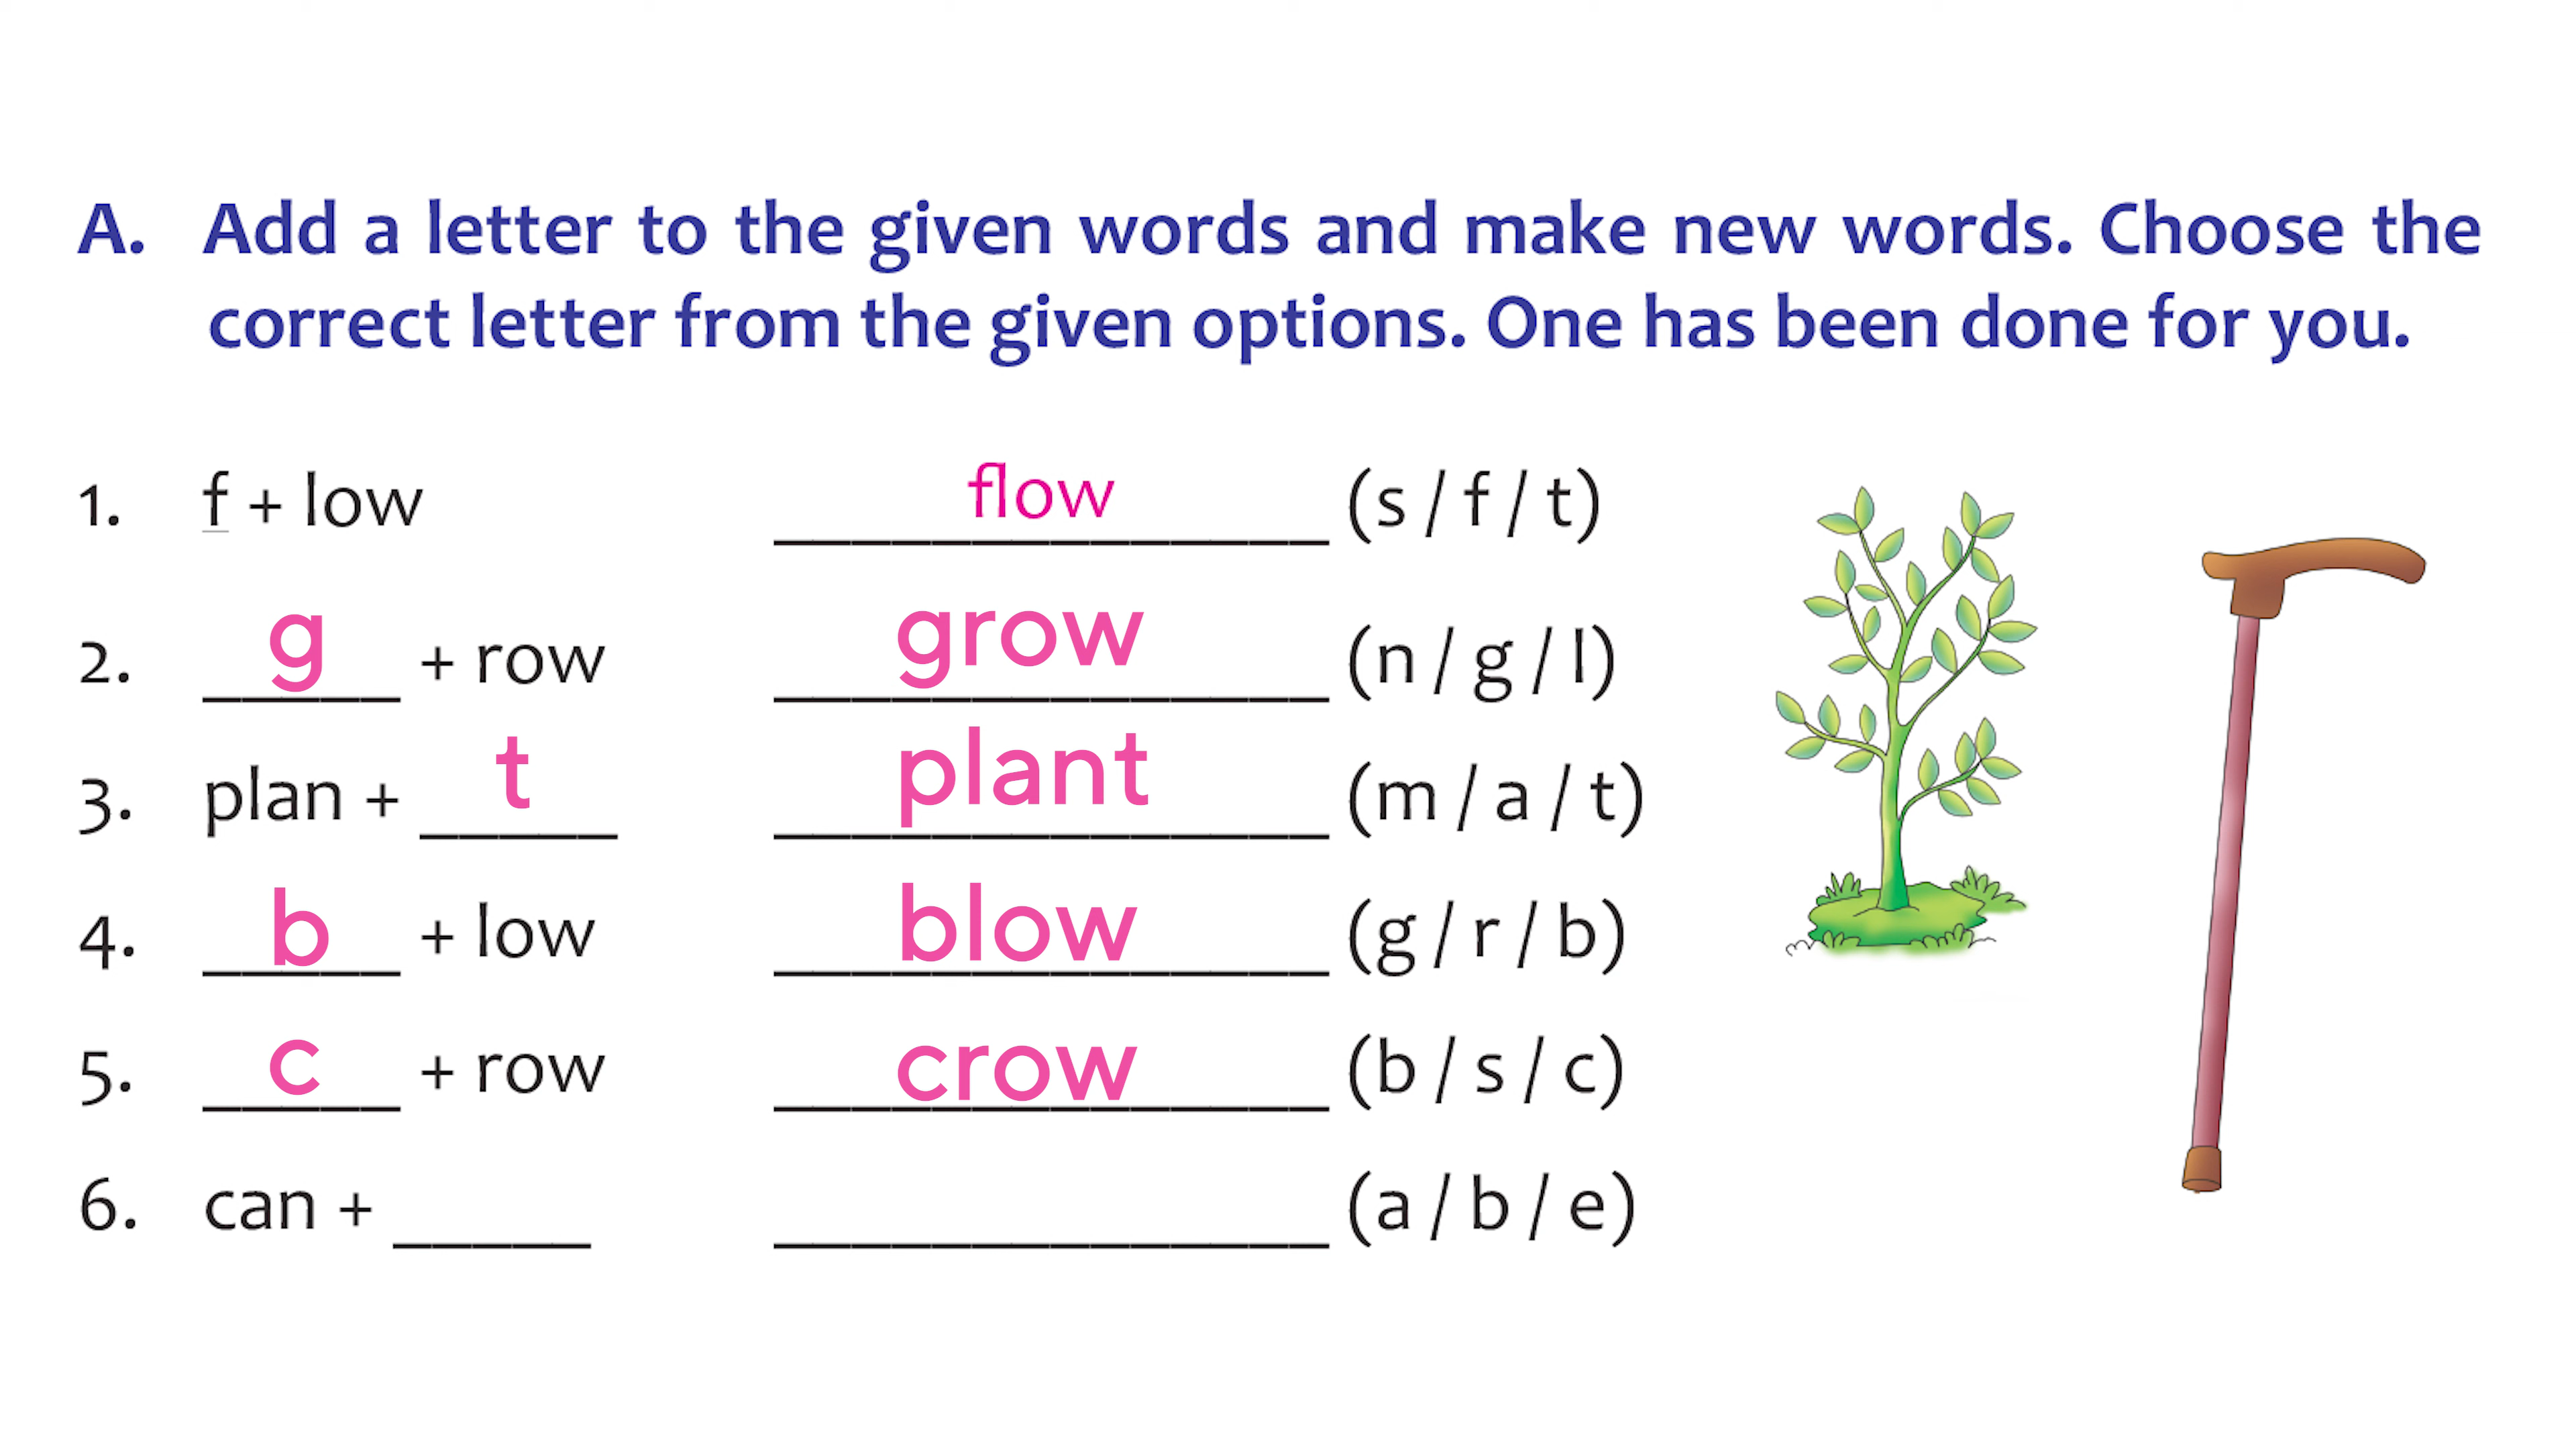 A. Add a letter to the given words and make new words. Choose the
correct letter from the given options. One has been done for you.
1. f + low flow (s / f / t)
2. g + row grow (n / g / l)
3. plan + t plant (m / a / t)
4. b + low blow (g / r / b)
5. c + row crow (b / s / c)
6. can + ______ ______________ (a / b / e)